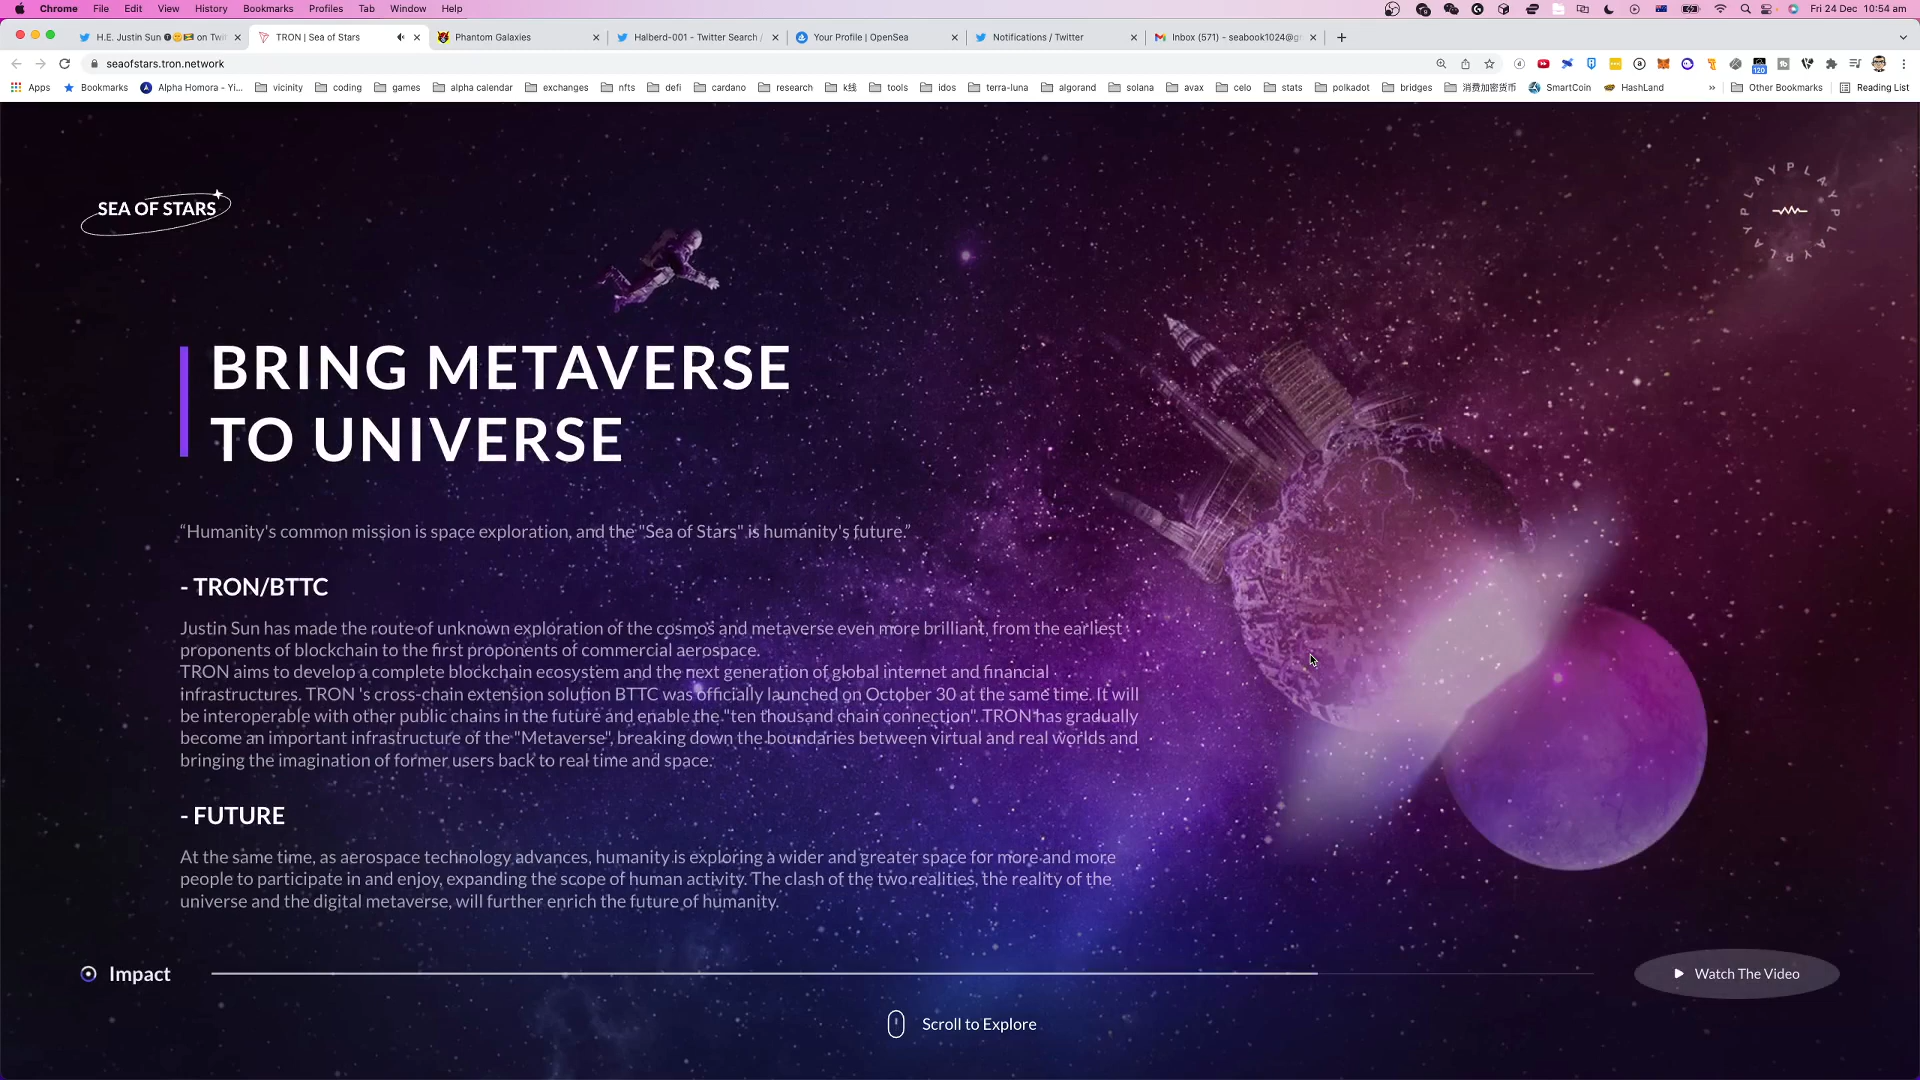 Chrome File Edit View History Bookmarks Profiles Tab Window Help Fri 24 Dec 10:54 am
H.E. Justin Sun on Twi
TRON | Sea of Stars
Phantom Galaxies
Halberd-001 - Twitter Search /
Your Profile | OpenSea
Notifications / Twitter
Inbox (571) - seabook1024@g
seaofstars.tron.network
120
Apps Bookmarks Alpha Homora - Yi... vicinity coding games alpha calendar exchanges nfts defi cardano research k线 tools idos terra-luna algorand solana avax celo stats polkadot bridges 消费加密货币 SmartCoin HashLand » Other Bookmarks Reading List
SEA OF STARS
PLAY PLAY PLAY PLAY
BRING METAVERSE
TO UNIVERSE
“Humanity's common mission is space exploration, and the "Sea of Stars" is humanity's future.”
- TRON/BTTC
Justin Sun has made the route of unknown exploration of the cosmos and metaverse even more brilliant, from the earliest
proponents of blockchain to the first proponents of commercial aerospace.
TRON aims to develop a complete blockchain ecosystem and the next generation of global internet and financial
infrastructures. TRON 's cross-chain extension solution BTTC was officially launched on October 30 at the same time. It will
be interoperable with other public chains in the future and enable the "ten thousand chain connection". TRON has gradually
become an important infrastructure of the "Metaverse", breaking down the boundaries between virtual and real worlds and
bringing the imagination of former users back to real time and space.
- FUTURE
At the same time, as aerospace technology advances, humanity is exploring a wider and greater space for more and more
people to participate in and enjoy, expanding the scope of human activity. The clash of the two realities, the reality of the
universe and the digital metaverse, will further enrich the future of humanity.
Impact
Watch The Video
Scroll to Explore